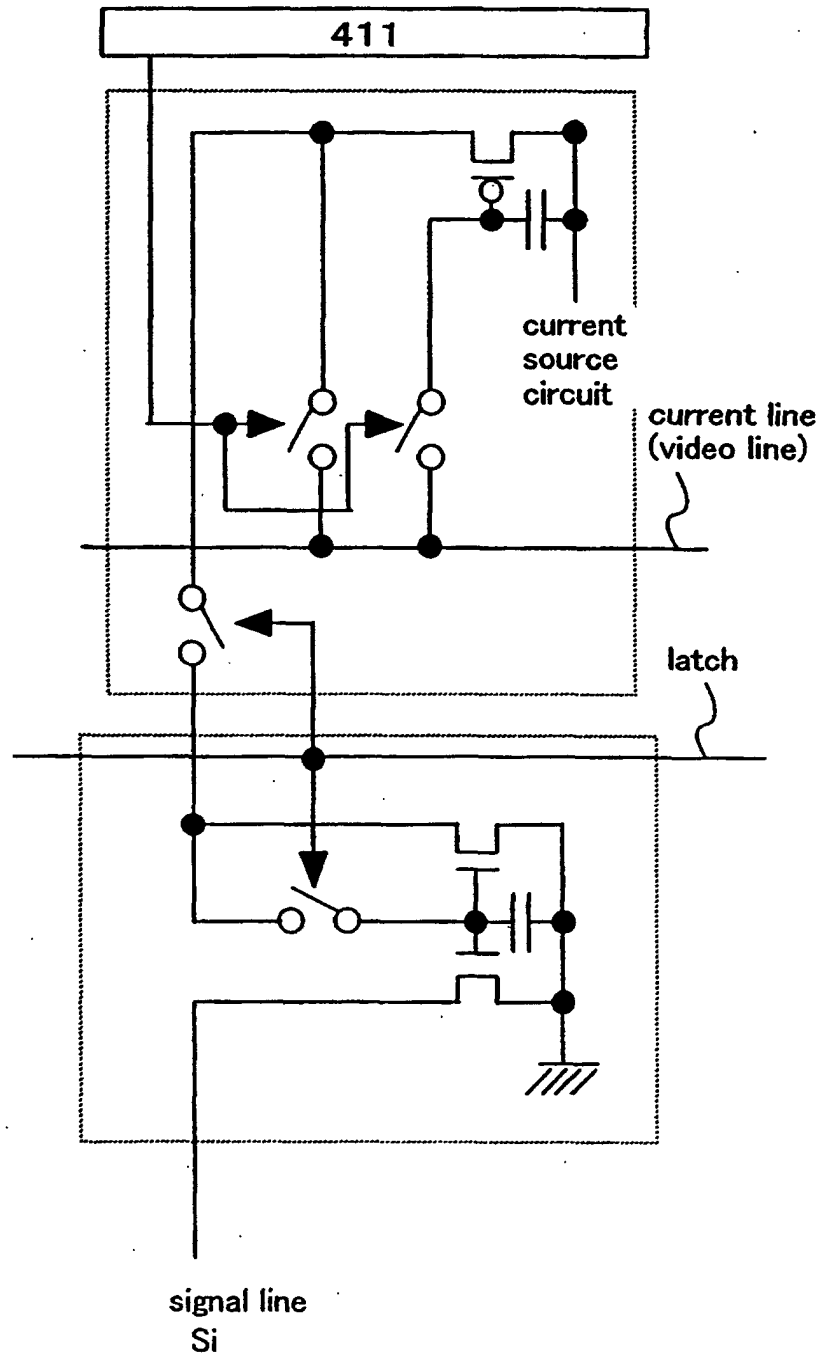 411
current
source
circuit
current line
(video line)
latch
signal line
Si